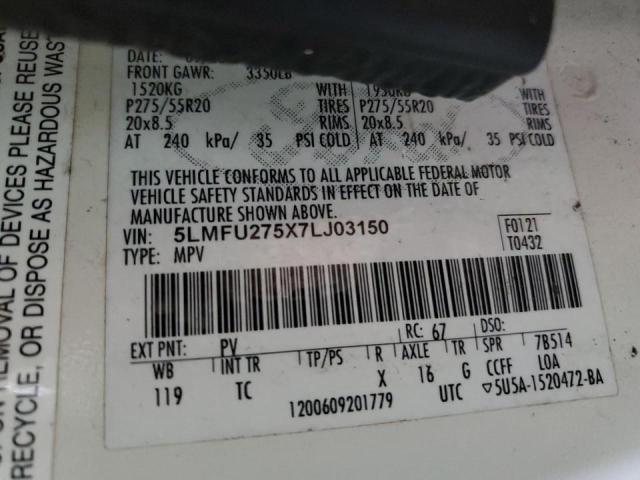 DATE:
FRONT GAWR: 3350LB
1520KG WITH 1930KG WITH
P275/55R20 TIRES P275/55R20 TIRES
20x8.5 RIMS 20x8.5 RIMS
AT 240 kPa/ 35 PSI COLD AT 240 kPa/ 35 PSI COLD
THIS VEHICLE CONFORMS TO ALL APPLICABLE FEDERAL MOTOR
VEHICLE SAFETY STANDARDS IN EFFECT ON THE DATE OF
MANUFACTURE SHOWN ABOVE.
VIN: 5LMFU275X7LJ03150
TYPE: MPV
F0121
T0432
EXT PNT: PV RC: 67 DSO:
WB INT TR TP/PS R AXLE TR SPR 7B514
119 TC X 16 G CCFF LOA
1200609201779 UTC ▽5U5A-1520472-BA
REMOVAL OF DEVICES PLEASE REUSE
RECYCLE, OR DISPOSE AS HAZARDOUS WAS